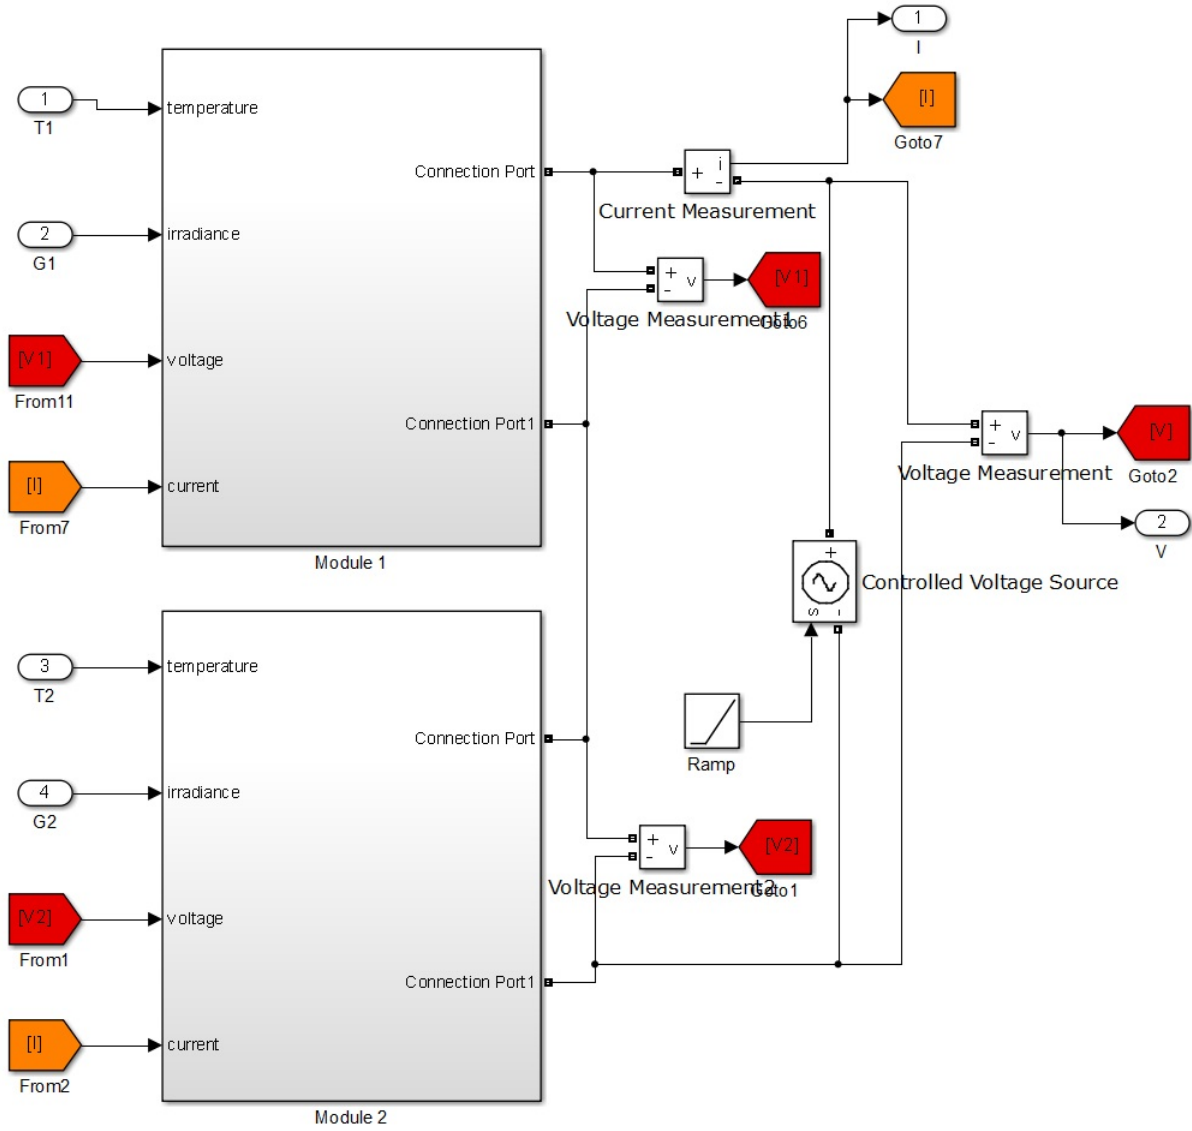 1
I
[I]
Goto7
1
T1
temperature
Connection Port
+
i
-
Current Measurement
2
G1
irradiance
+
-
v
[V1]
Voltage Measurement1
Goto6
[V1]
From11
voltage
Connection Port1
+
-
v
[V]
Voltage Measurement
Goto2
[I]
From7
current
2
V
Module 1
+
s
-
Controlled Voltage Source
3
T2
temperature
Connection Port
Ramp
4
G2
irradiance
+
-
v
[V2]
Voltage Measurement2
Goto1
[V2]
From1
voltage
Connection Port1
[I]
From2
current
Module 2